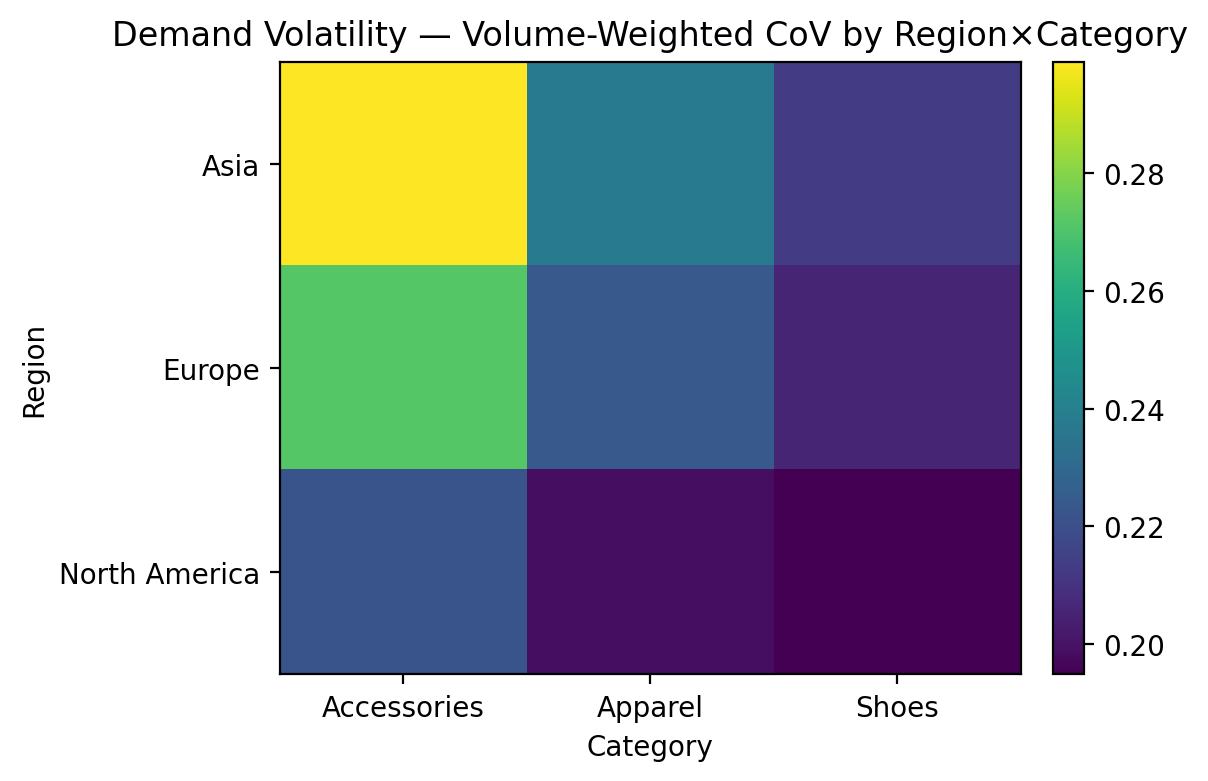 Demand Volatility — Volume-Weighted CoV by Region×Category
Region
Asia
Europe
North America
Accessories
Apparel
Shoes
Category
0.28
0.26
0.24
0.22
0.20